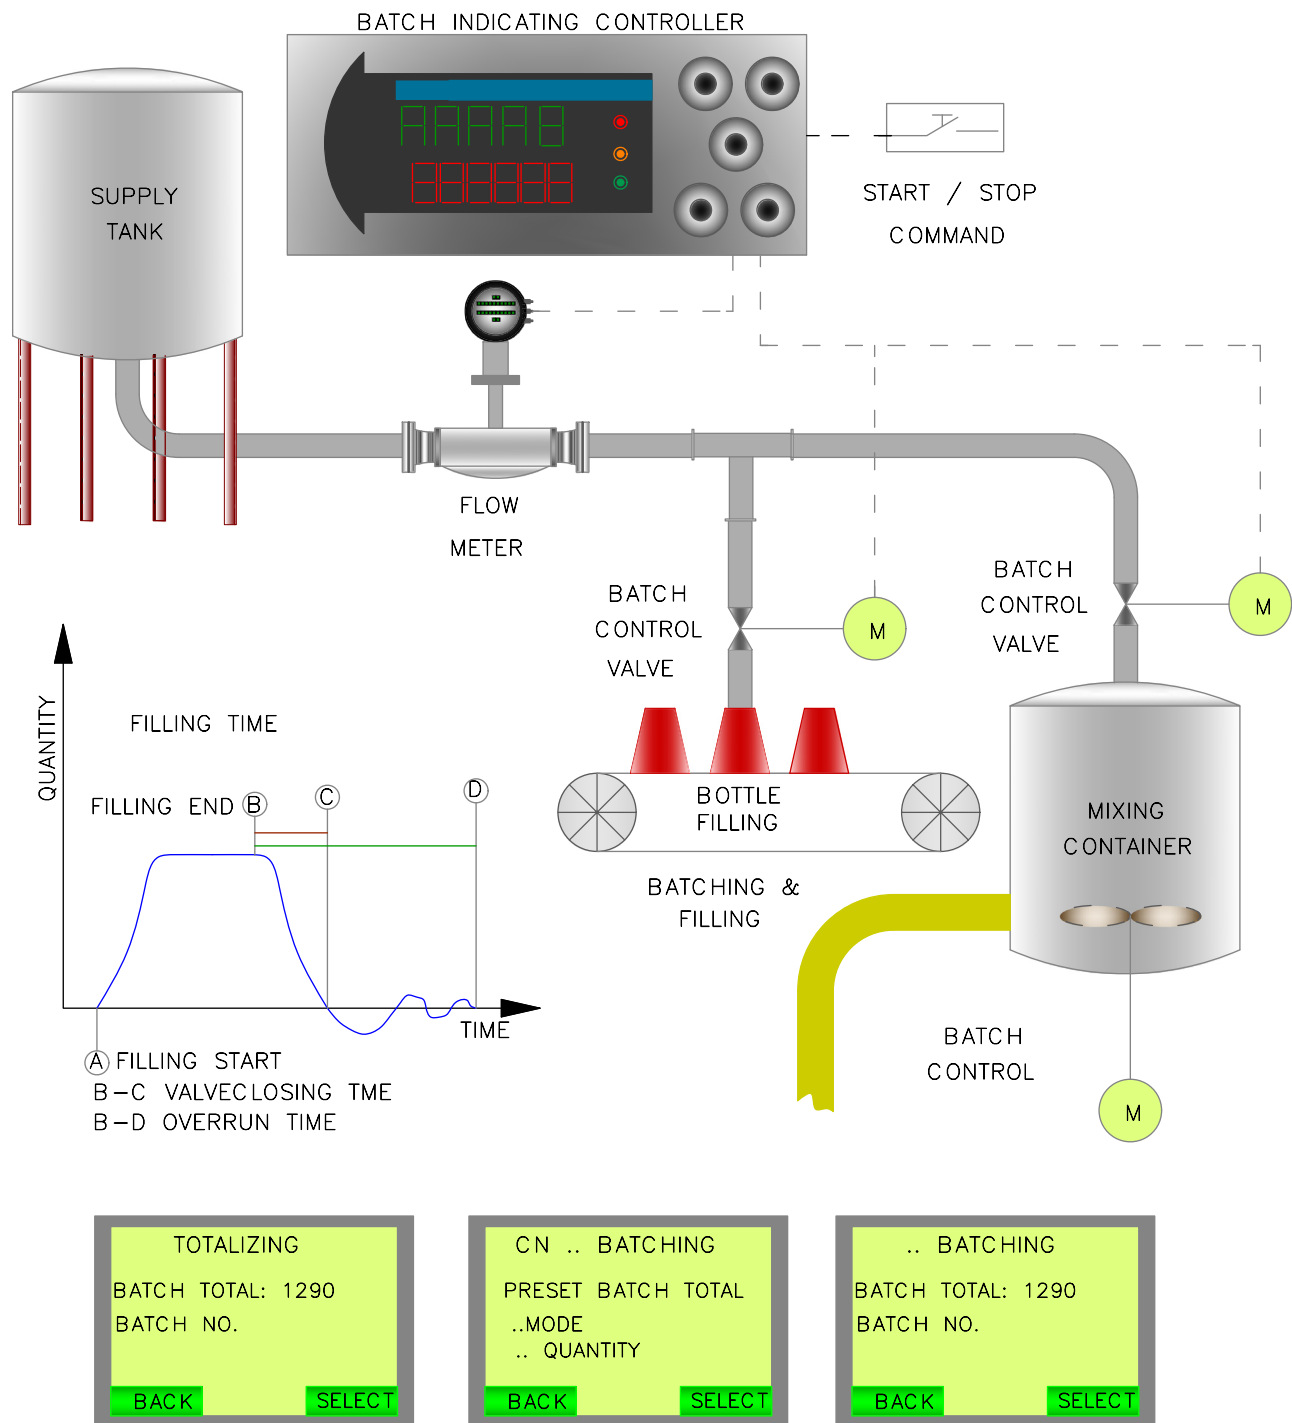 BATCH INDICATING CONTROLLER
SUPPLY
TANK
START / STOP
COMMAND
FLOW
METER
BATCH
CONTROL
VALVE
M
BATCH
CONTROL
VALVE
M
QUANTITY
FILLING TIME
FILLING END
B
C
D
TIME
A
FILLING START
B-C VALVECLOSING TME
B-D OVERRUN TIME
BOTTLE
FILLING
BATCHING &
FILLING
MIXING
CONTAINER
BATCH
CONTROL
M
TOTALIZING
BATCH TOTAL: 1290
BATCH NO.
BACK
SELECT
CN .. BATCHING
PRESET BATCH TOTAL
..MODE
.. QUANTITY
BACK
SELECT
.. BATCHING
BATCH TOTAL: 1290
BATCH NO.
BACK
SELECT